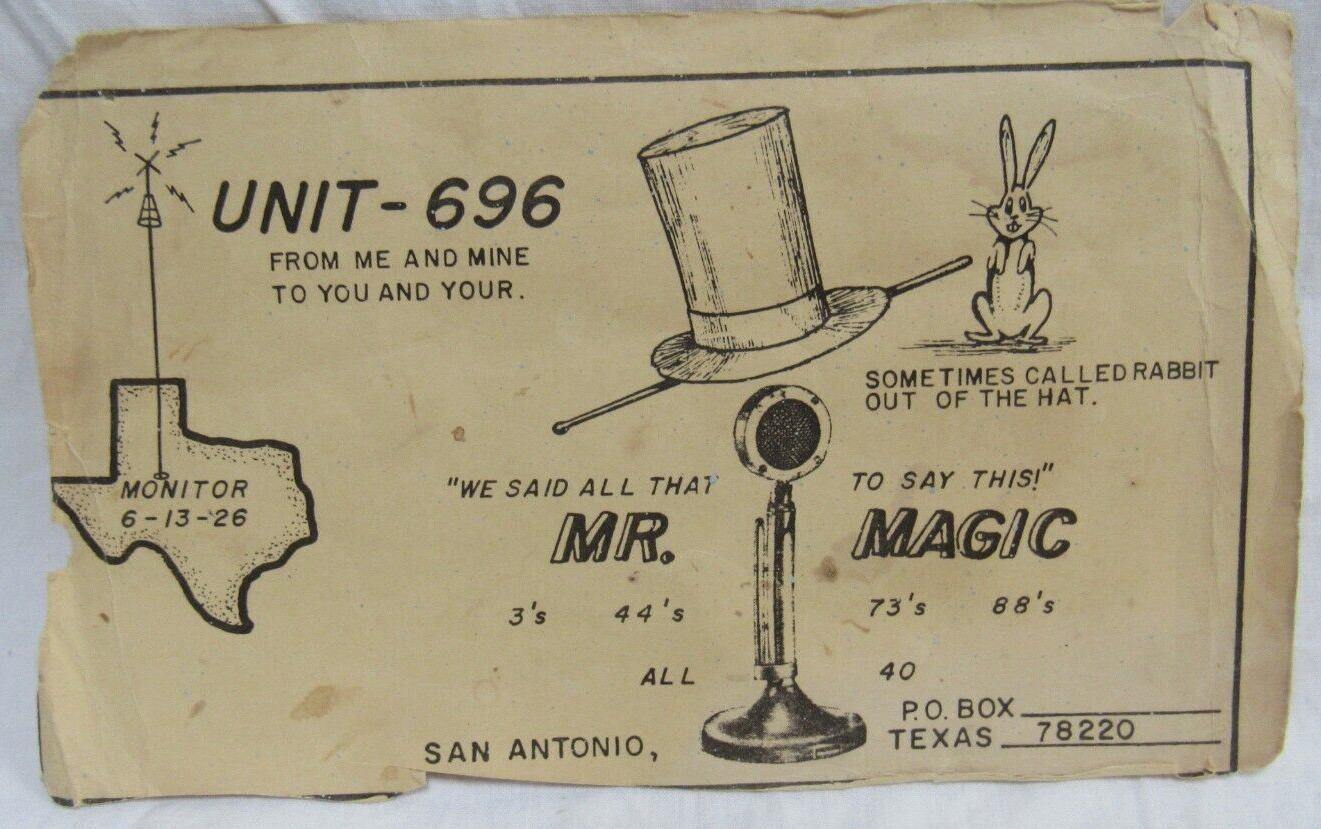 UNIT-696
FROM ME AND MINE
TO YOU AND YOUR.
SOMETIMES CALLED RABBIT
OUT OF THE HAT.
MONITOR
6-13-26
"WE SAID ALL THAT TO SAY THIS!"
MR. MAGIC
3's 44's 73's 88's
ALL 40
P.O. BOX
SAN ANTONIO, TEXAS 78220